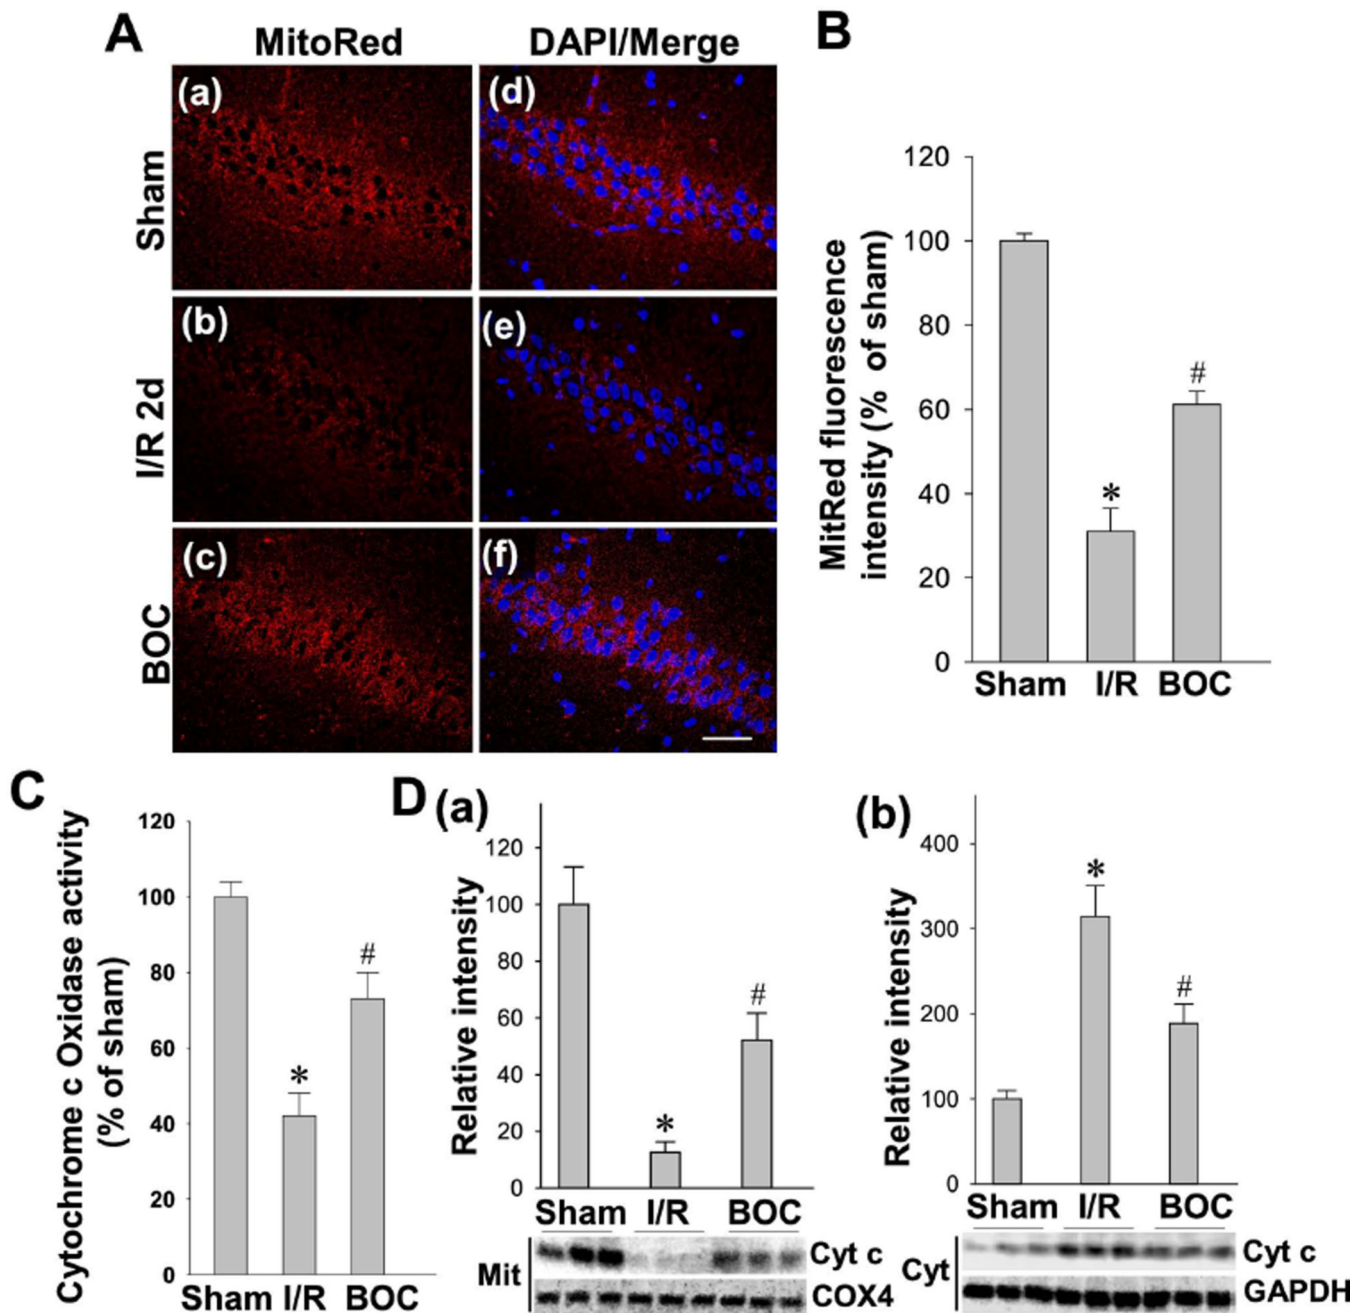 A
MitoRed
DAPI/Merge
(a)
(d)
Sham
(b)
(e)
I/R 2d
(c)
(f)
BOC
B
MitRed fluorescence
intensity (% of sham)
120
100
80
60
40
20
0
*
#
Sham I/R BOC
C
Cytochrome c Oxidase activity
(% of sham)
120
100
80
60
40
20
0
*
#
Sham I/R BOC
D
(a)
Relative intensity
120
100
80
60
40
20
0
*
#
Sham I/R BOC
Mit
Cyt c
COX4
(b)
Relative intensity
400
300
200
100
0
*
#
Sham I/R BOC
Cyt
Cyt c
GAPDH